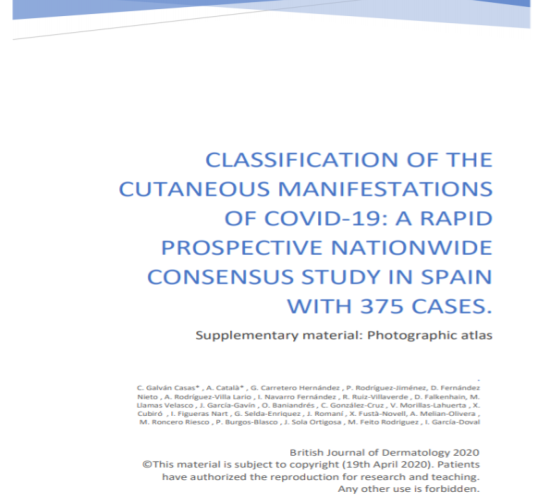 CLASSIFICATION OF THE
CUTANEOUS MANIFESTATIONS
OF COVID-19: A RAPID
PROSPECTIVE NATIONWIDE
CONSENSUS STUDY IN SPAIN
WITH 375 CASES.
Supplementary material: Photographic atlas
.
C. Galván Casas* , A. Català* , G. Carretero Hernández , P. Rodríguez-Jiménez, D. Fernández
Nieto , A. Rodríguez-Villa Lario , I. Navarro Fernández , R. Ruiz-Villaverde , D. Falkenhain, M.
Llamas Velasco , J. García-Gavín , O. Baniandrés , C. González-Cruz , V. Morillas-Lahuerta , X.
Cubiró , I. Figueras Nart , G. Selda-Enriquez , J. Romaní , X. Fustà-Novell, A. Melian-Olivera ,
M. Roncero Riesco , P. Burgos-Blasco , J. Sola Ortigosa , M. Feito Rodriguez , I. García-Doval
British Journal of Dermatology 2020
©This material is subject to copyright (19th April 2020). Patients
have authorized the reproduction for research and teaching.
Any other use is forbidden.